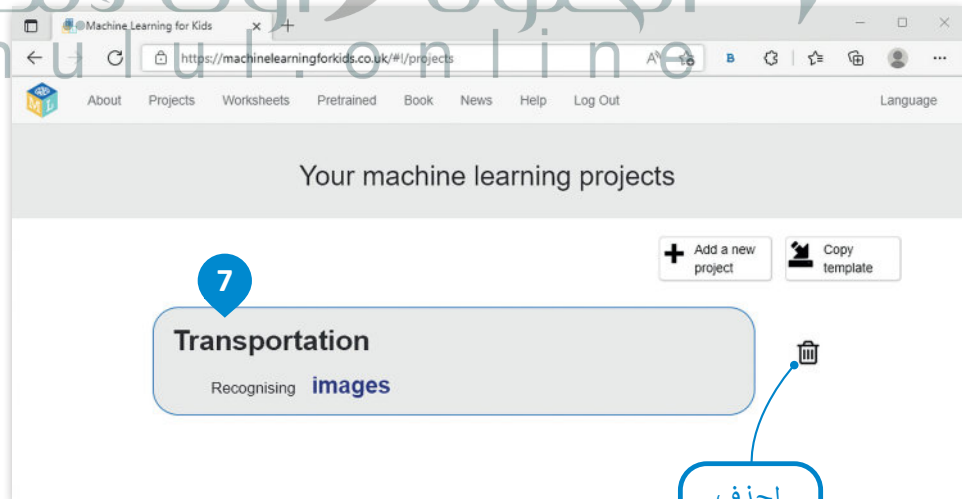 Machine Learning for Kids
https://machinelearningforkids.co.uk/#!/projects
About Projects Worksheets Pretrained Book News Help Log Out Language
Your machine learning projects
Add a new project
Copy template
7
Transportation
Recognising images